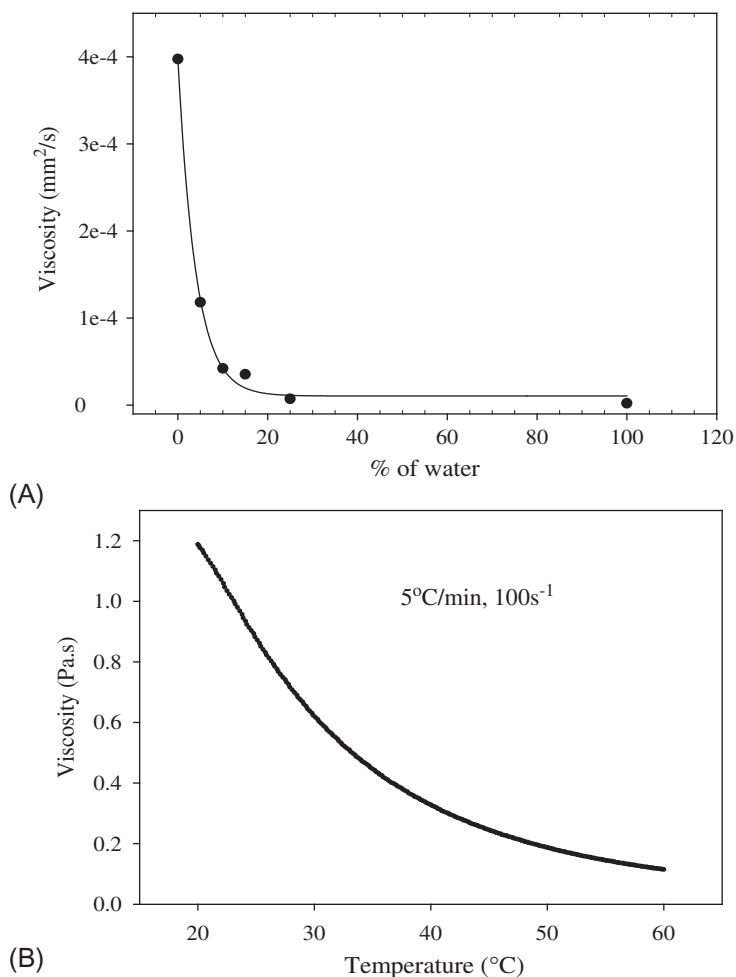 4e-4
3e-4
2e-4
1e-4
0
Viscosity (mm²/s)
0 20 40 60 80 100 120
% of water
(A)
1.2
1.0
0.8
0.6
0.4
0.2
0.0
Viscosity (Pa.s)
5°C/min, 100s⁻¹
20 30 40 50 60
Temperature (°C)
(B)